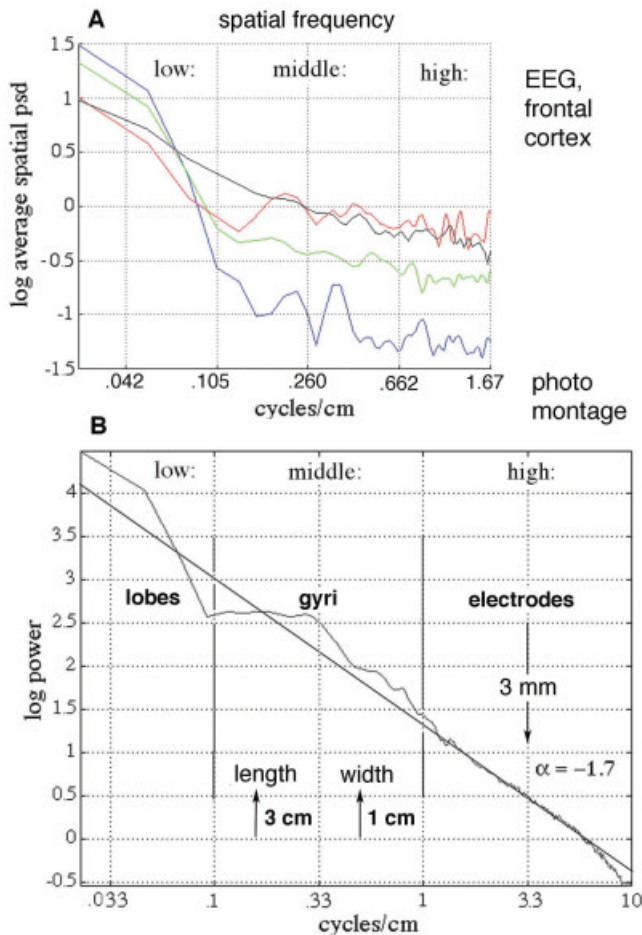 A
spatial frequency
low: middle: high:
EEG,
frontal
cortex
log average spatial psd
1.5
1
0.5
0
-0.5
-1
-1.5
.042 .105 .260 .662 1.67
cycles/cm
photo
montage
B
low: middle: high:
log power
4
3.5
3
2.5
2
1.5
1
0.5
0
-0.5
lobes gyri electrodes
3 mm
α = −1.7
length width
3 cm 1 cm
.033 .1 .33 1 3.3 10
cycles/cm